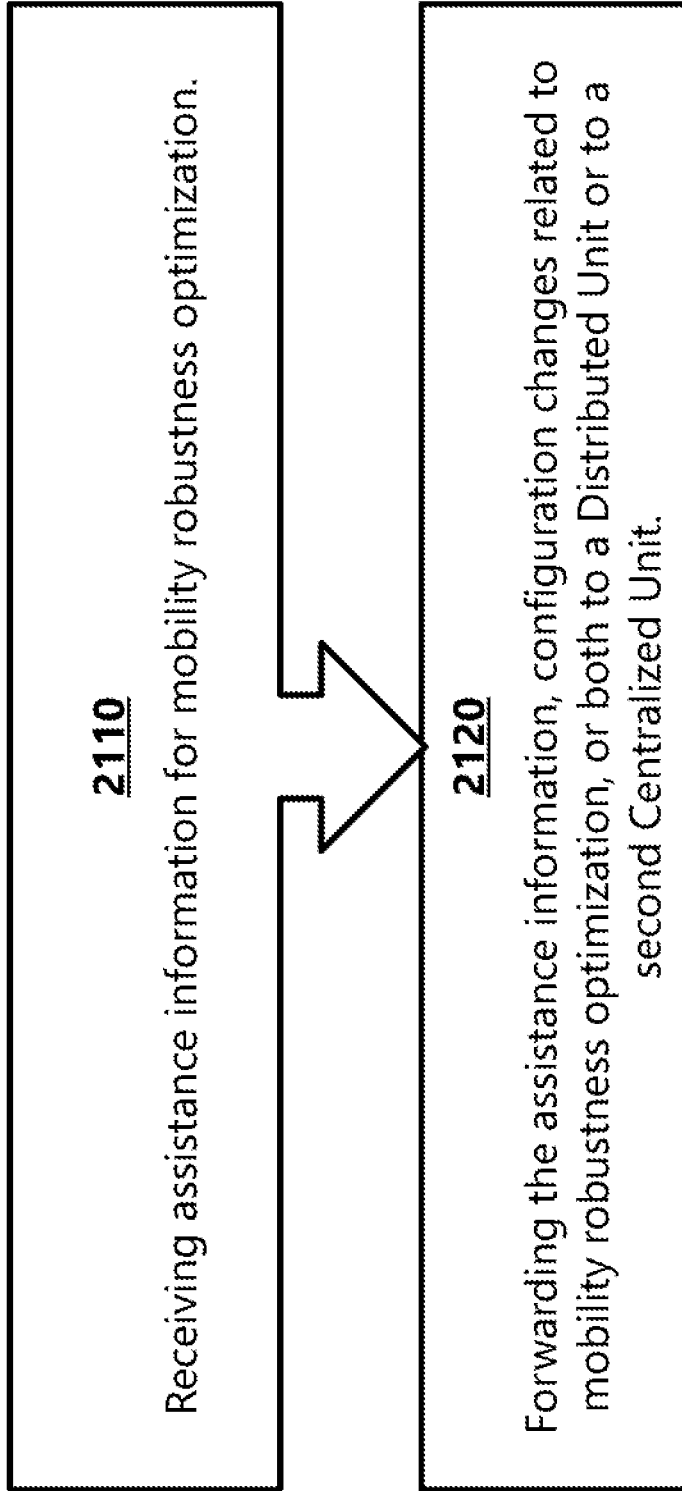 2110
Receiving assistance information for mobility robustness optimization.
2120
Forwarding the assistance information, configuration changes related to
mobility robustness optimization, or both to a Distributed Unit or to a
second Centralized Unit.